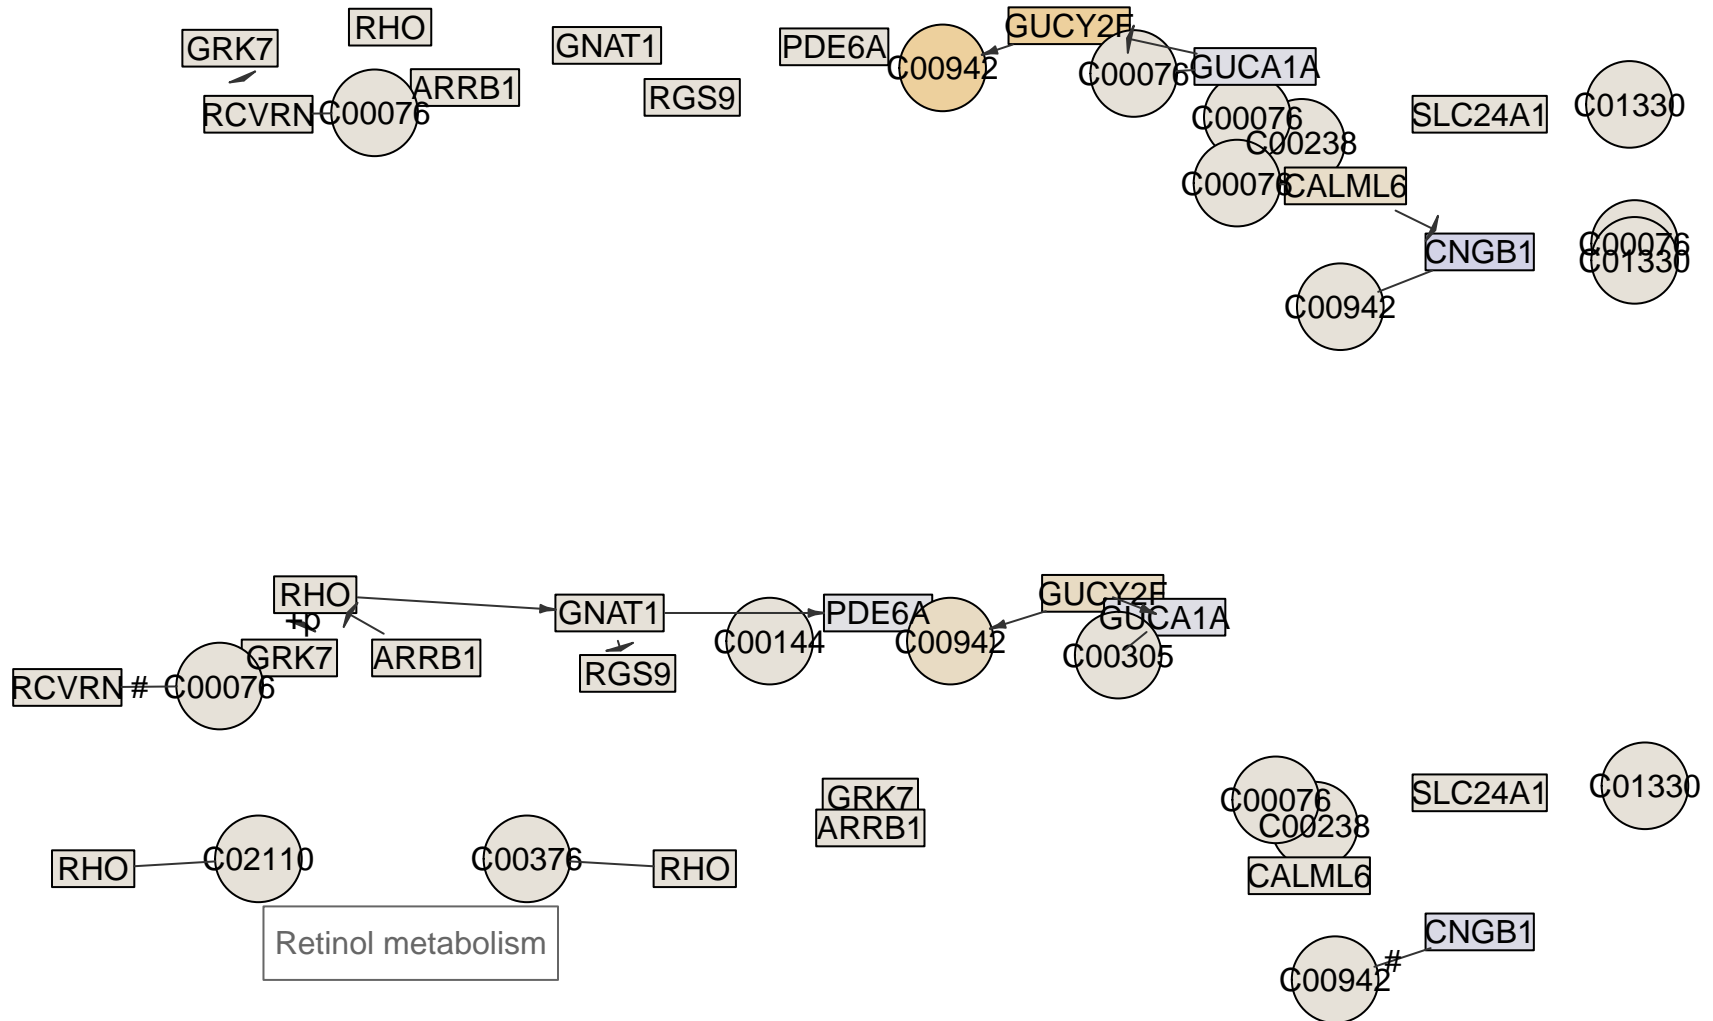 RHO
GRK7
GNAT1
PDE6A
C00942
GUCY2F
C00076
GUCA1A
ARRB1
RCVRN
C00076
RGS9
C00076
C00238
SLC24A1
C01330
C00076
CALML6
CNGB1
C00076
C01330
C00942
RHO
+p
GNAT1
PDE6A
GUCY2F
GUCA1A
GRK7
ARRB1
RGS9
C00144
C00942
C00305
RCVRN
#
C00076
GRK7
ARRB1
C00076
C00238
SLC24A1
C01330
RHO
C02110
C00376
RHO
CALML6
Retinol metabolism
CNGB1
#
C00942